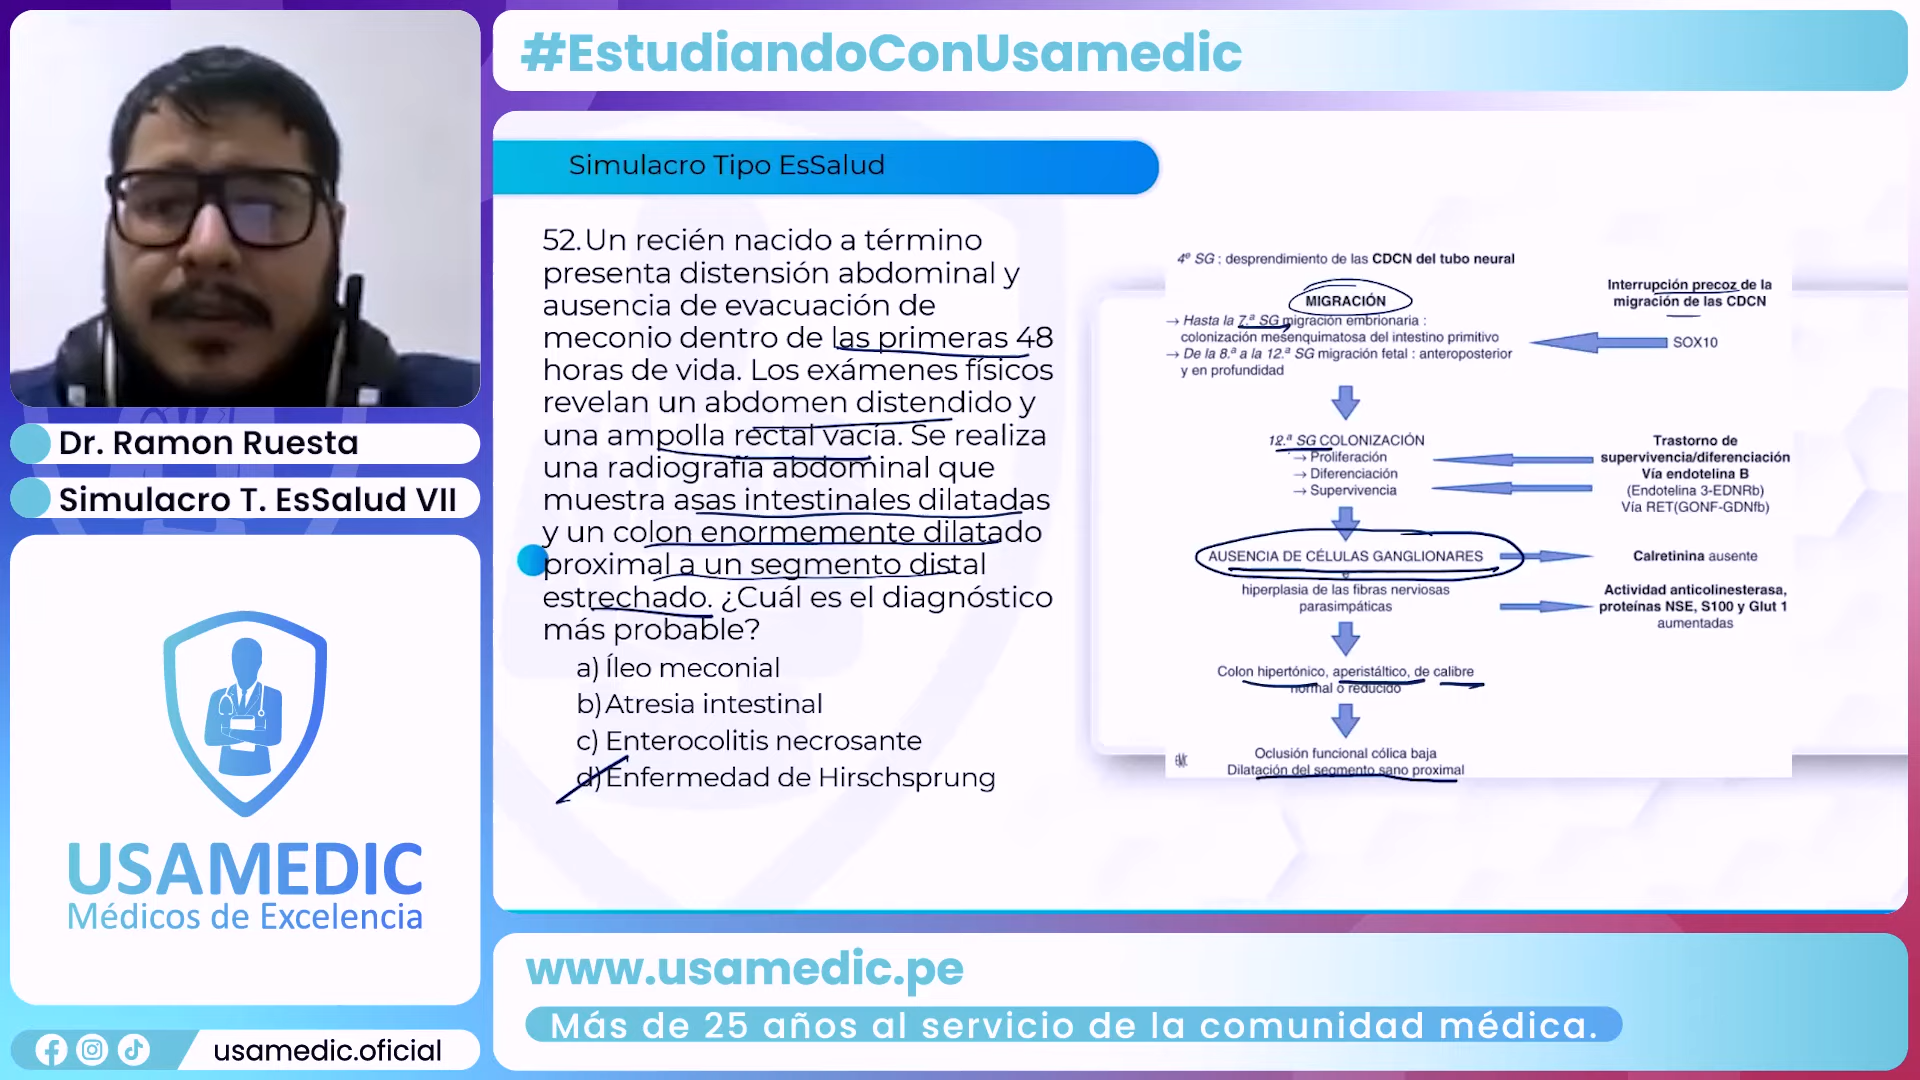 #EstudiandoConUsamedic
Simulacro Tipo EsSalud
52. Un recién nacido a término
presenta distensión abdominal y
ausencia de evacuación de
meconio dentro de las primeras 48
horas de vida. Los exámenes físicos
revelan un abdomen distendido y
una ampolla rectal vacía. Se realiza
una radiografía abdominal que
muestra asas intestinales dilatadas
y un colon enormemente dilatado
proximal a un segmento distal
estrechado. ¿Cuál es el diagnóstico
más probable?
a) Íleo meconial
b) Atresia intestinal
c) Enterocolitis necrosante
d) Enfermedad de Hirschsprung
4º SG : desprendimiento de las CDCN del tubo neural
MIGRACIÓN
→ Hasta la 7.ª SG migración embrionaria :
colonización mesenquimatosa del intestino primitivo
→ De la 8.ª a la 12.ª SG migración fetal : anteroposterior
y en profundidad
Interrupción precoz de la
migración de las CDCN
SOX10
12.ª SG COLONIZACIÓN
→ Proliferación
→ Diferenciación
→ Supervivencia
Trastorno de
supervivencia/diferenciación
Vía endotelina B
(Endotelina 3-EDNRb)
Vía RET(GONF-GDNfb)
AUSENCIA DE CÉLULAS GANGLIONARES
Calretinina ausente
hiperplasia de las fibras nerviosas
parasimpáticas
Actividad anticolinesterasa,
proteínas NSE, S100 y Glut 1
aumentadas
Colon hipertónico, aperistáltico, de calibre
normal o reducido
Oclusión funcional cólica baja
Dilatación del segmento sano proximal
EMC
Dr. Ramon Ruesta
Simulacro T. EsSalud VII
USAMEDIC
Médicos de Excelencia
usamedic.oficial
www.usamedic.pe
Más de 25 años al servicio de la comunidad médica.